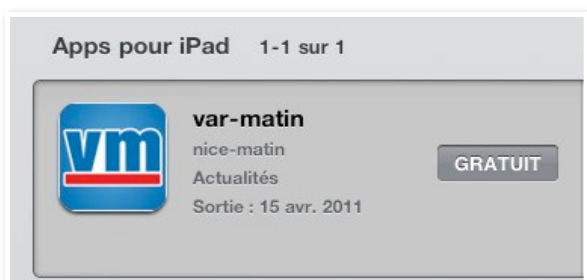 Apps pour iPad 1-1 sur 1
vm
var-matin
nice-matin
GRATUIT
Actualités
Sortie : 15 avr. 2011